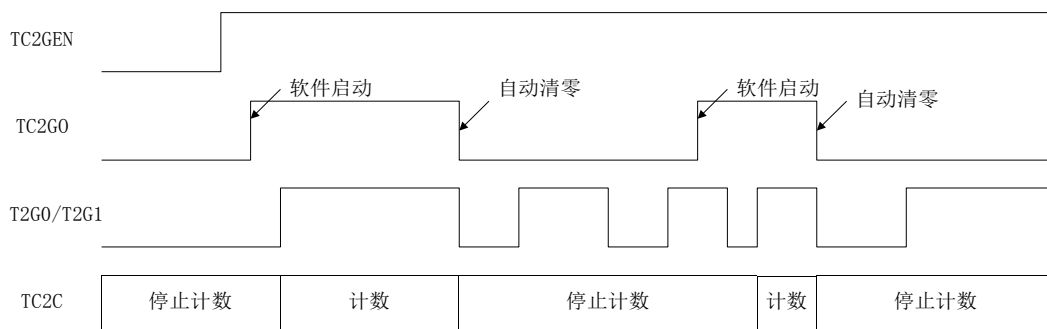 TC2GEN
软件启动
自动清零
软件启动
自动清零
TC2GO
T2G0/T2G1
TC2C
停止计数
计数
停止计数
计数
停止计数